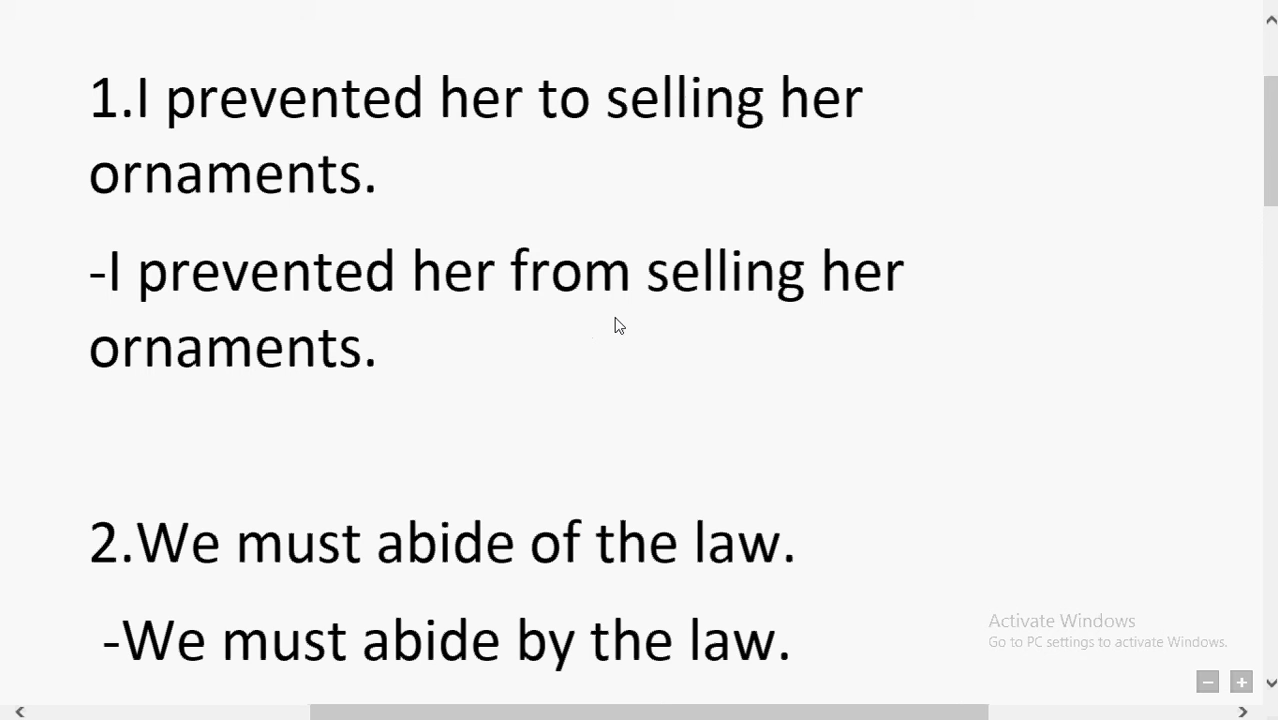 1.I prevented her to selling her
ornaments.
-I prevented her from selling her
ornaments.
2.We must abide of the law.
-We must abide by the law.
Activate Windows
Go to PC settings to activate Windows.